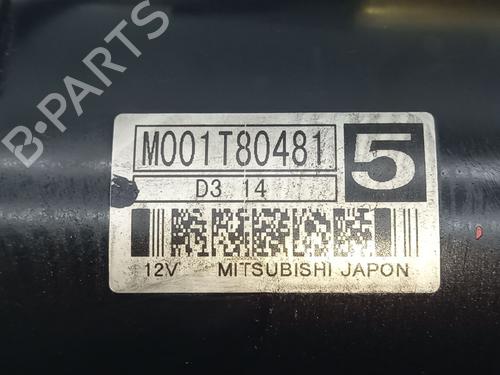 B-PARTS
M001T80481
5
D3 14
12V MITSUBISHI JAPON